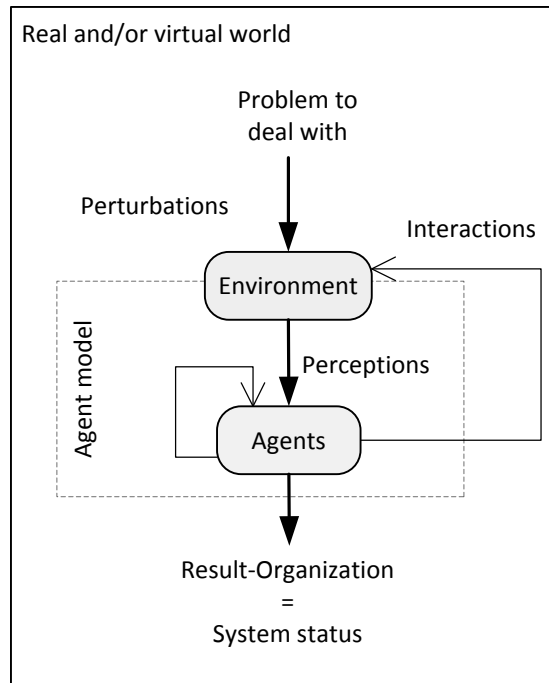 Real and/or virtual world
Problem to
deal with
Perturbations
Interactions
Environment
Agent model
Perceptions
Agents
Result-Organization
=
System status